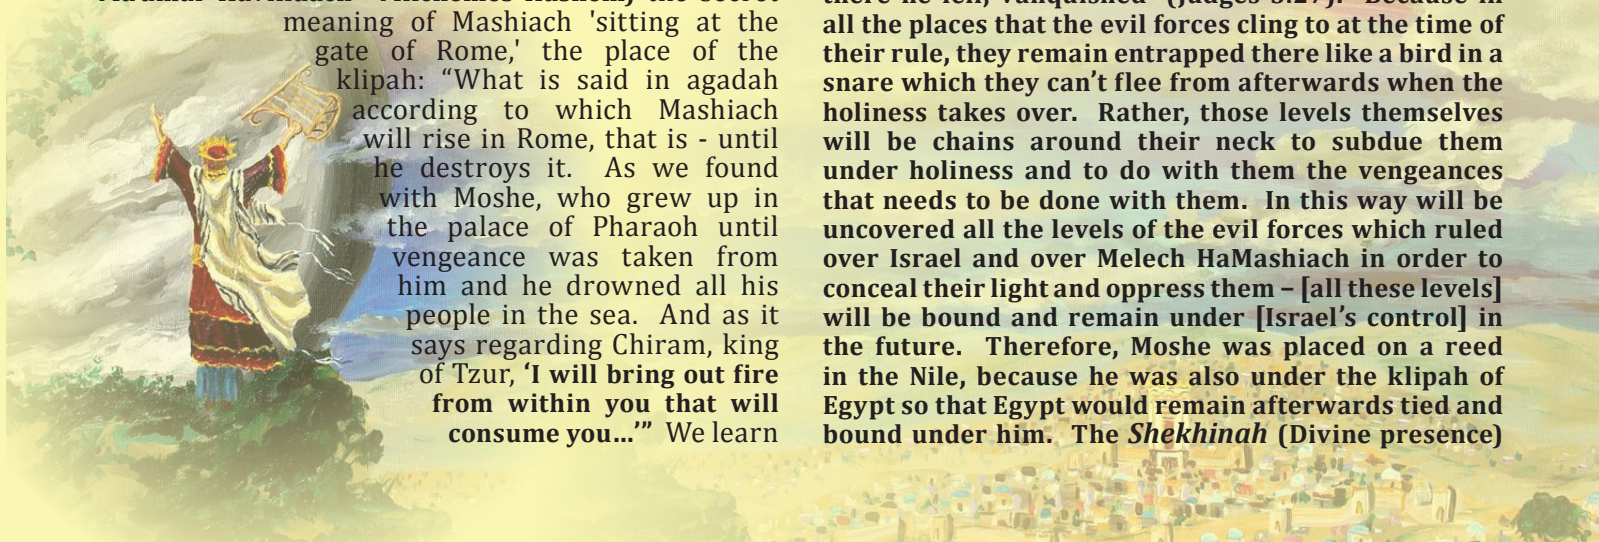 meaning of Mashiach 'sitting at the
gate of Rome,' the place of the
klipah: “What is said in agadah
according to which Mashiach
will rise in Rome, that is - until
he destroys it. As we found
with Moshe, who grew up in
the palace of Pharaoh until
vengeance was taken from
him and he drowned all his
people in the sea. And as it
says regarding Chiram, king
of Tzur, ‘I will bring out fire
from within you that will
consume you...’” We learn
all the places that the evil forces cling to at the time of
their rule, they remain entrapped there like a bird in a
snare which they can’t flee from afterwards when the
holiness takes over. Rather, those levels themselves
will be chains around their neck to subdue them
under holiness and to do with them the vengeances
that needs to be done with them. In this way will be
uncovered all the levels of the evil forces which ruled
over Israel and over Melech HaMashiach in order to
conceal their light and oppress them – [all these levels]
will be bound and remain under [Israel’s control] in
the future. Therefore, Moshe was placed on a reed
in the Nile, because he was also under the klipah of
Egypt so that Egypt would remain afterwards tied and
bound under him. The Shekhinah (Divine presence)